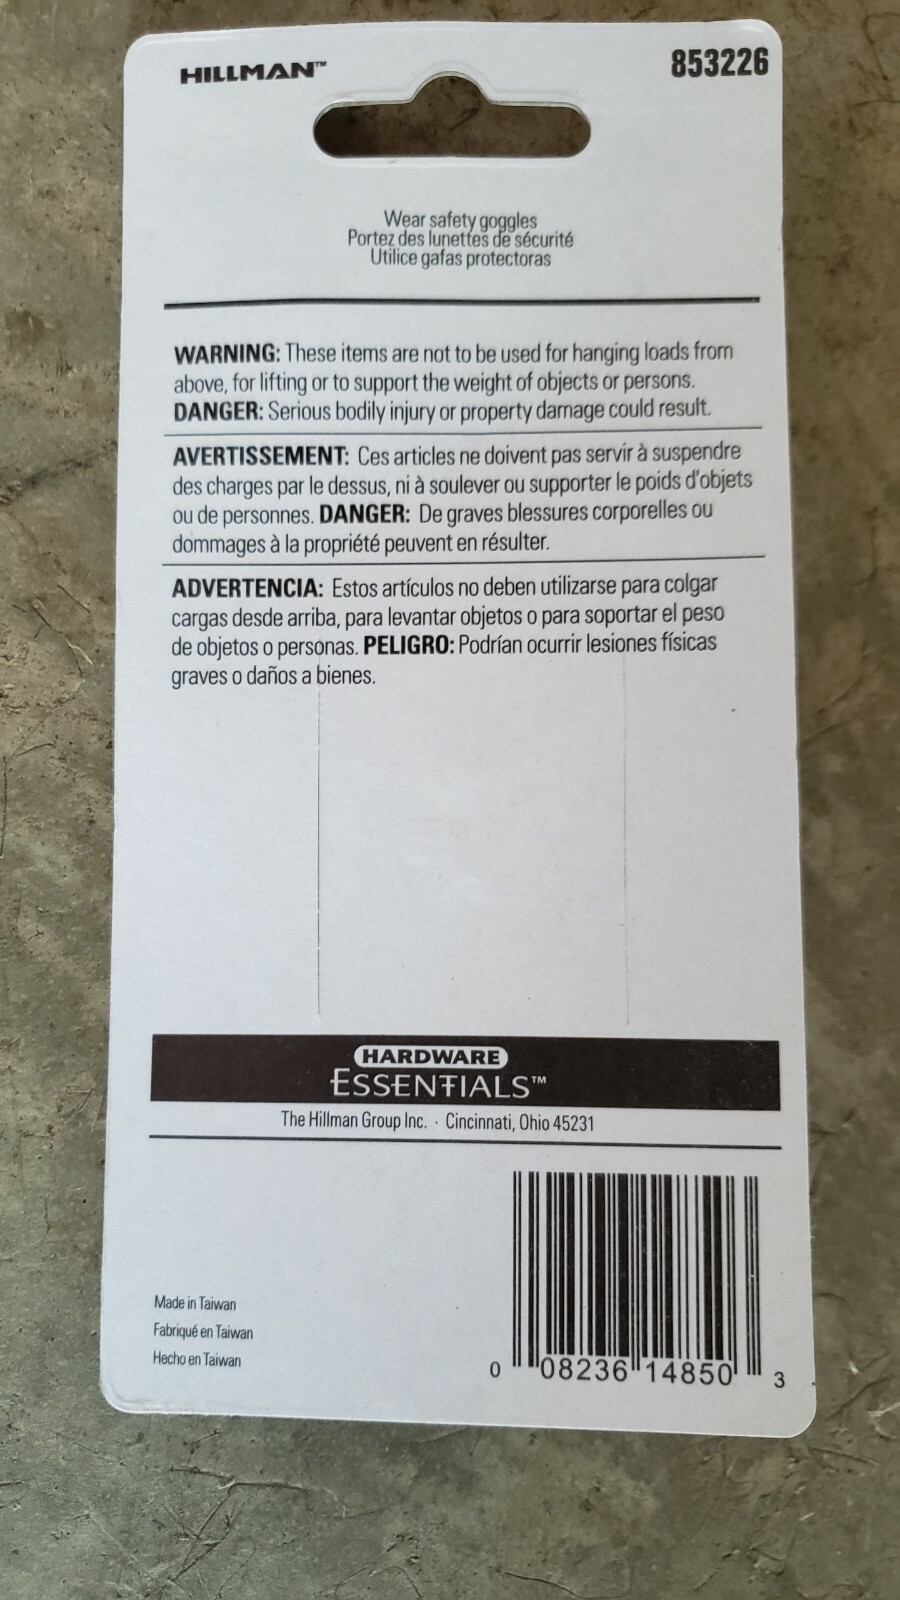 HILLMAN™
853226
Wear safety goggles
Portez des lunettes de sécurité
Utilice gafas protectoras
WARNING: These items are not to be used for hanging loads from
above, for lifting or to support the weight of objects or persons.
DANGER: Serious bodily injury or property damage could result.
AVERTISSEMENT: Ces articles ne doivent pas servir à suspendre
des charges par le dessus, ni à soulever ou supporter le poids d'objets
ou de personnes. DANGER: De graves blessures corporelles ou
dommages à la propriété peuvent en résulter.
ADVERTENCIA: Estos artículos no deben utilizarse para colgar
cargas desde arriba, para levantar objetos o para soportar el peso
de objetos o personas. PELIGRO: Podrían ocurrir lesiones físicas
graves o daños a bienes.
HARDWARE
ESSENTIALS™
The Hillman Group Inc. · Cincinnati, Ohio 45231
Made in Taiwan
Fabriqué en Taiwan
Hecho en Taiwan
0 08236 14850 3